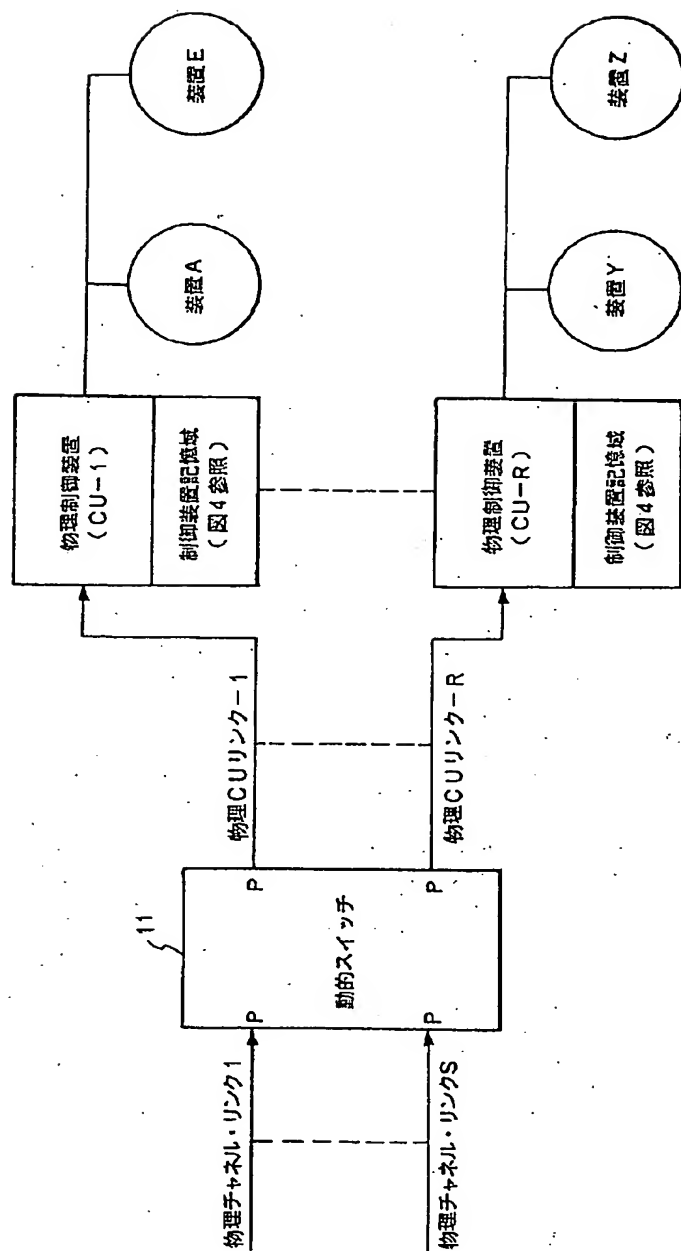 物理チャネル・リンク1
物理チャネル・リンクS
11
P
P
動的スイッチ
P
P
物理CUリンク-1
物理CUリンク-R
物理制御装置
(CU-1)
制御装置記憶域
(図4参照)
装置A
装置E
物理制御装置
(CU-R)
制御装置記憶域
(図4参照)
装置Y
装置Z